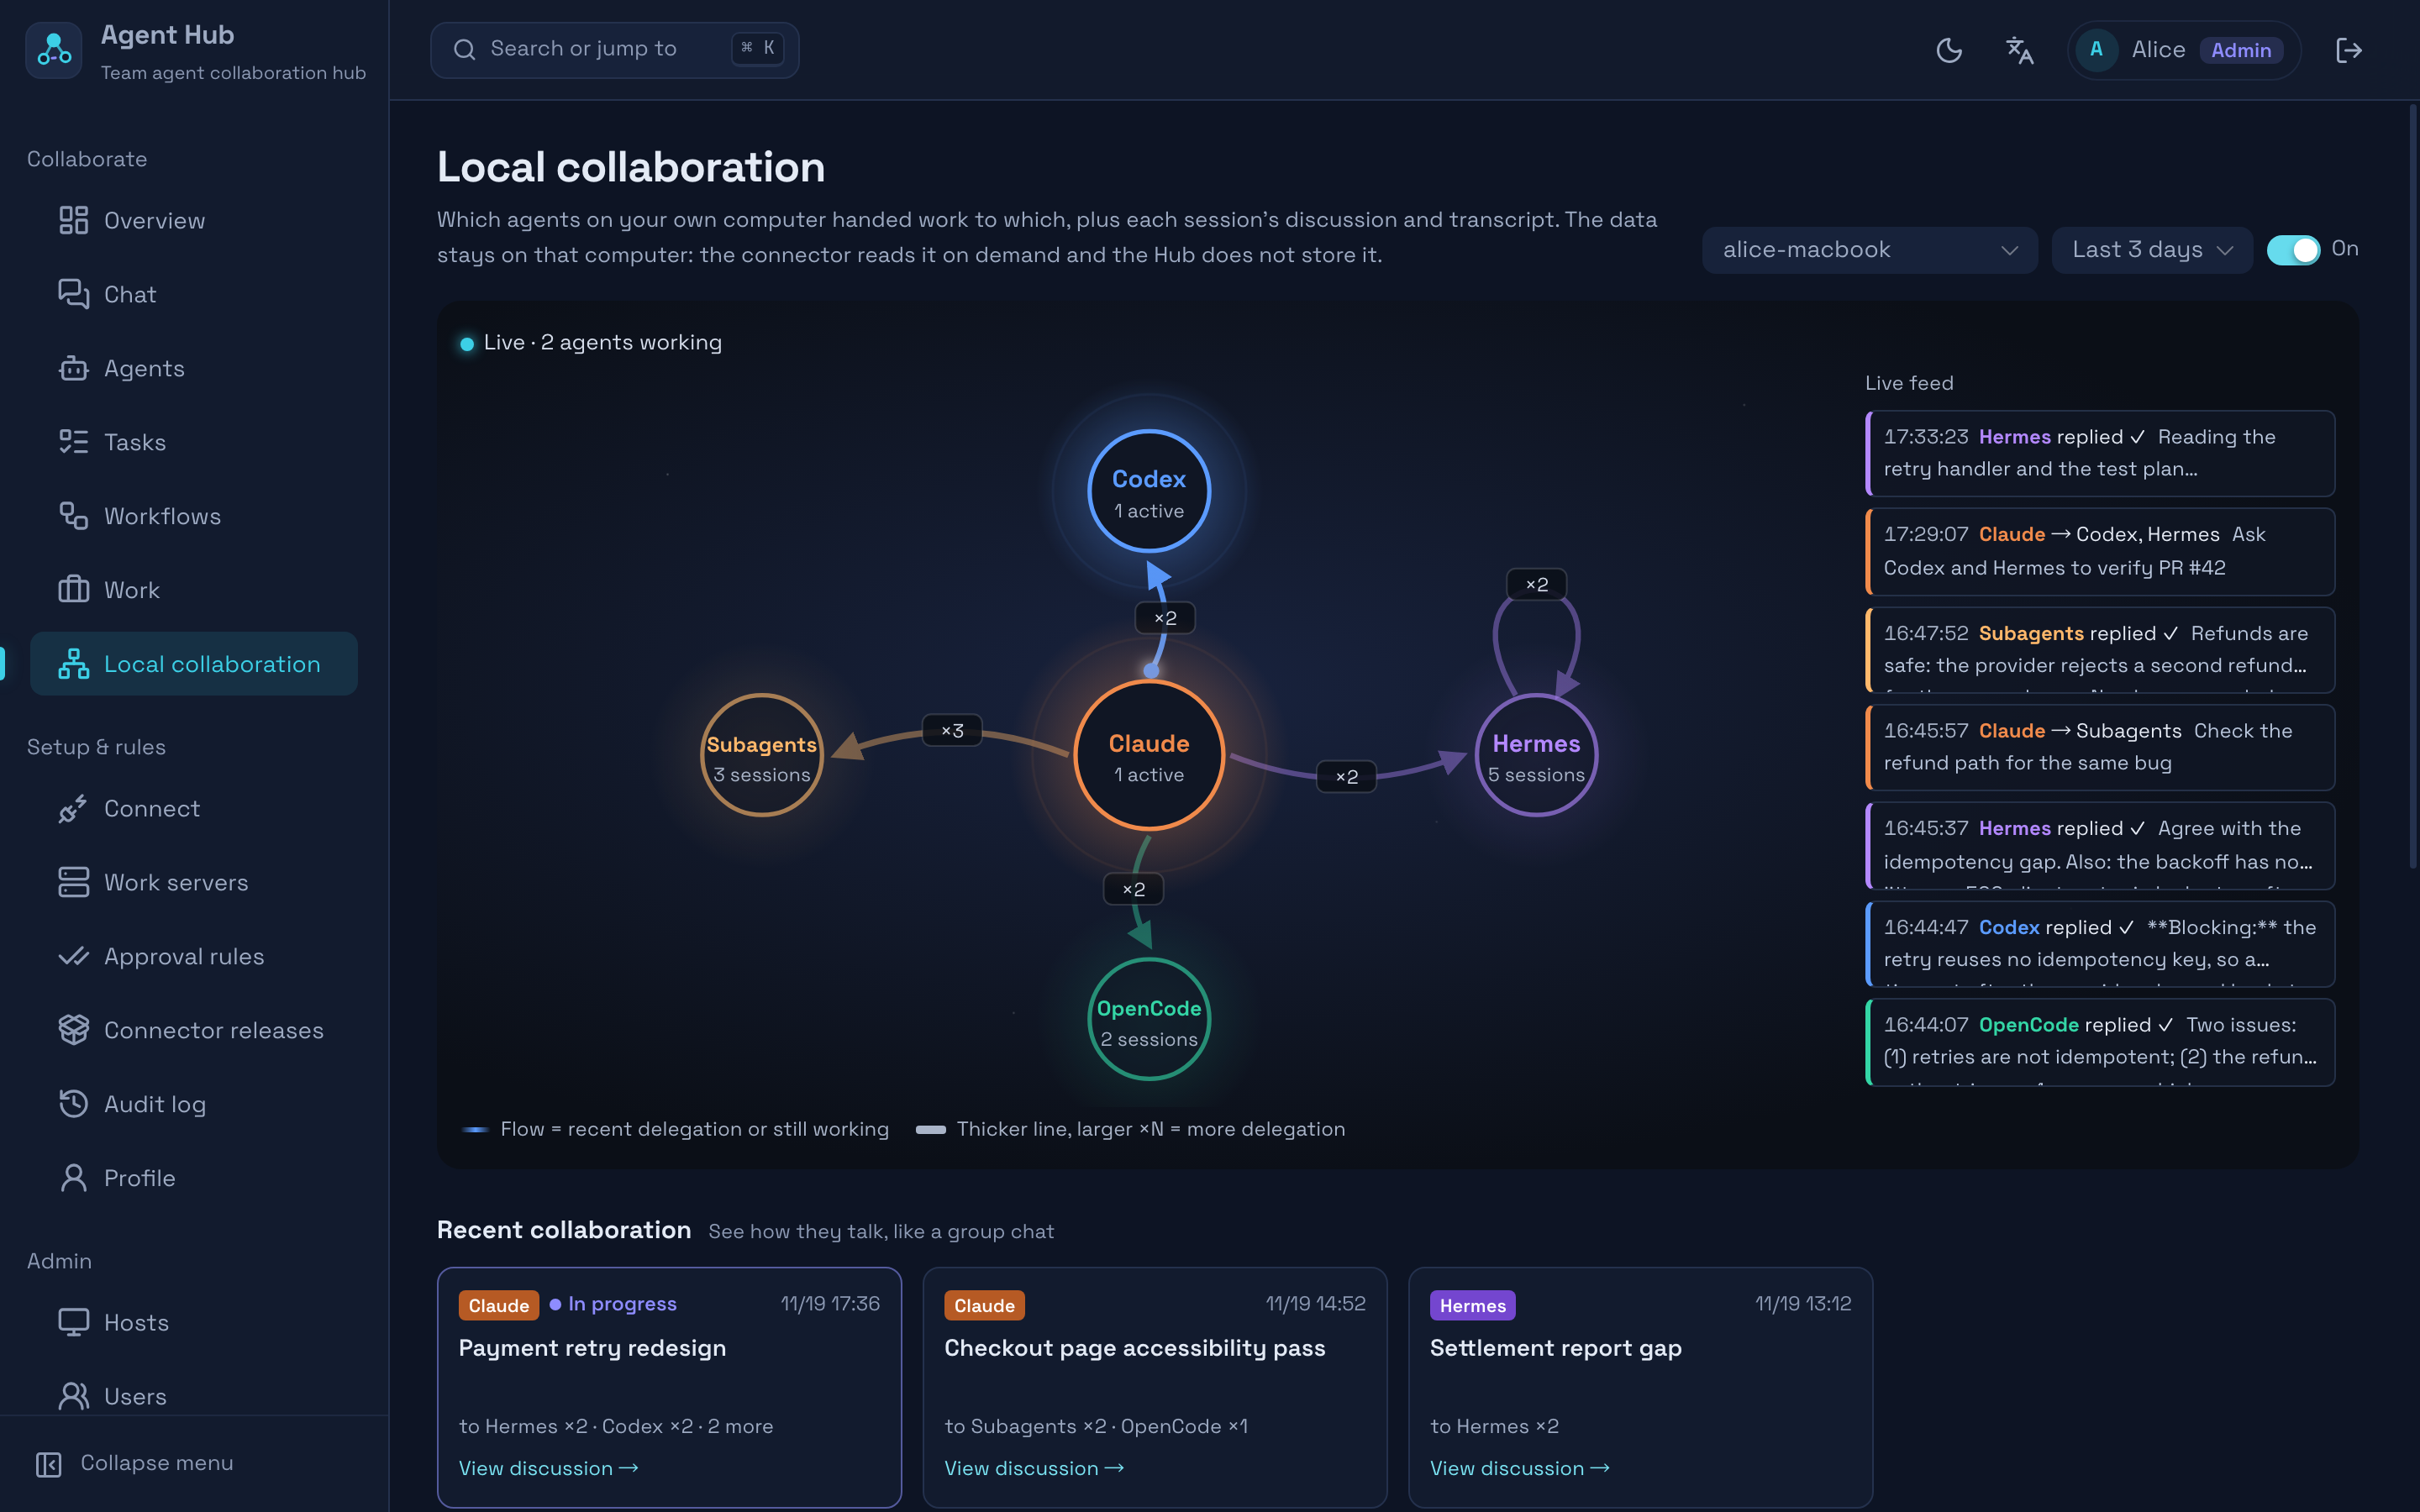 Agent Hub
Team agent collaboration hub
Search or jump to
⌘ K
A
Alice
Admin
Collaborate
Overview
Chat
Agents
Tasks
Workflows
Work
Local collaboration
Setup & rules
Connect
Work servers
Approval rules
Connector releases
Audit log
Profile
Admin
Hosts
Users
Collapse menu
Local collaboration
Which agents on your own computer handed work to which, plus each session's discussion and transcript. The data
stays on that computer: the connector reads it on demand and the Hub does not store it.
alice-macbook
Last 3 days
On
Live · 2 agents working
Codex
1 active
×2
×2
Subagents
3 sessions
×3
Claude
1 active
×2
Hermes
5 sessions
×2
OpenCode
2 sessions
Flow = recent delegation or still working
Thicker line, larger ×N = more delegation
Live feed
17:33:23 Hermes replied ✓ Reading the
retry handler and the test plan…
17:29:07 Claude → Codex, Hermes Ask
Codex and Hermes to verify PR #42
16:47:52 Subagents replied ✓ Refunds are
safe: the provider rejects a second refund…
16:45:57 Claude → Subagents Check the
refund path for the same bug
16:45:37 Hermes replied ✓ Agree with the
idempotency gap. Also: the backoff has no…
16:44:47 Codex replied ✓ **Blocking:** the
retry reuses no idempotency key, so a…
16:44:07 OpenCode replied ✓ Two issues:
(1) retries are not idempotent; (2) the refun…
Recent collaboration
See how they talk, like a group chat
Claude
In progress
11/19 17:36
Payment retry redesign
to Hermes ×2 · Codex ×2 · 2 more
View discussion →
Claude
11/19 14:52
Checkout page accessibility pass
to Subagents ×2 · OpenCode ×1
View discussion →
Hermes
11/19 13:12
Settlement report gap
to Hermes ×2
View discussion →